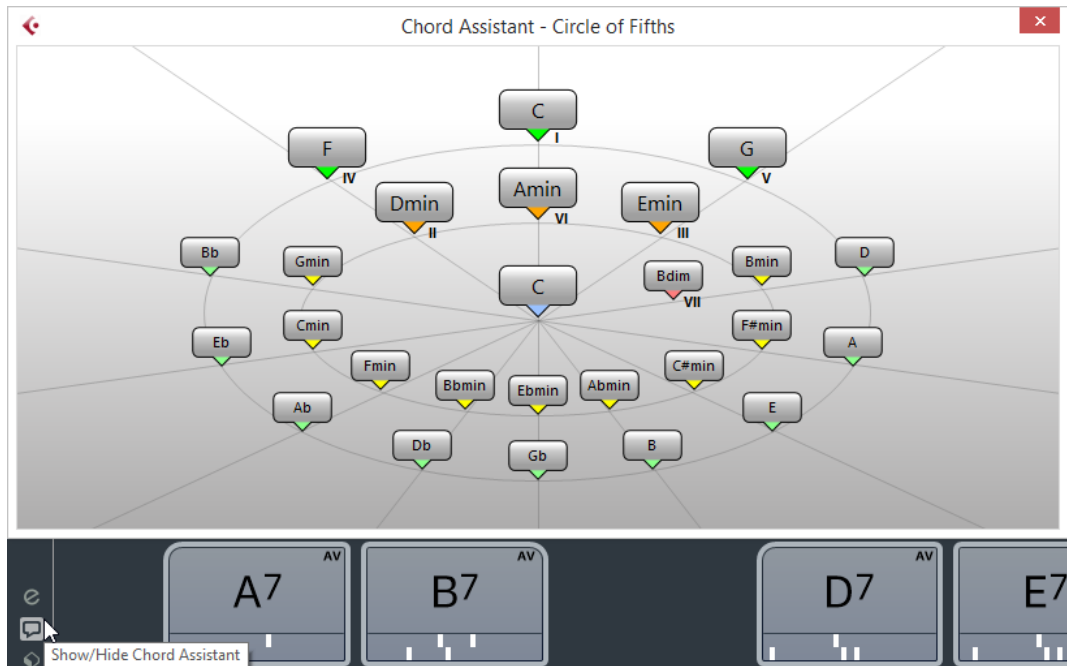 Chord Assistant - Circle of Fifths
C
I
F
IV
G
V
Dmin
II
Amin
VI
Emin
III
Bb
Gmin
C
Bdim
VII
Bmin
D
Eb
Cmin
F#min
A
Fmin
Bbmin
Ebmin
Abmin
C#min
Ab
Db
Gb
B
E
AV
A7
AV
B7
AV
D7
E7
e
Show/Hide Chord Assistant